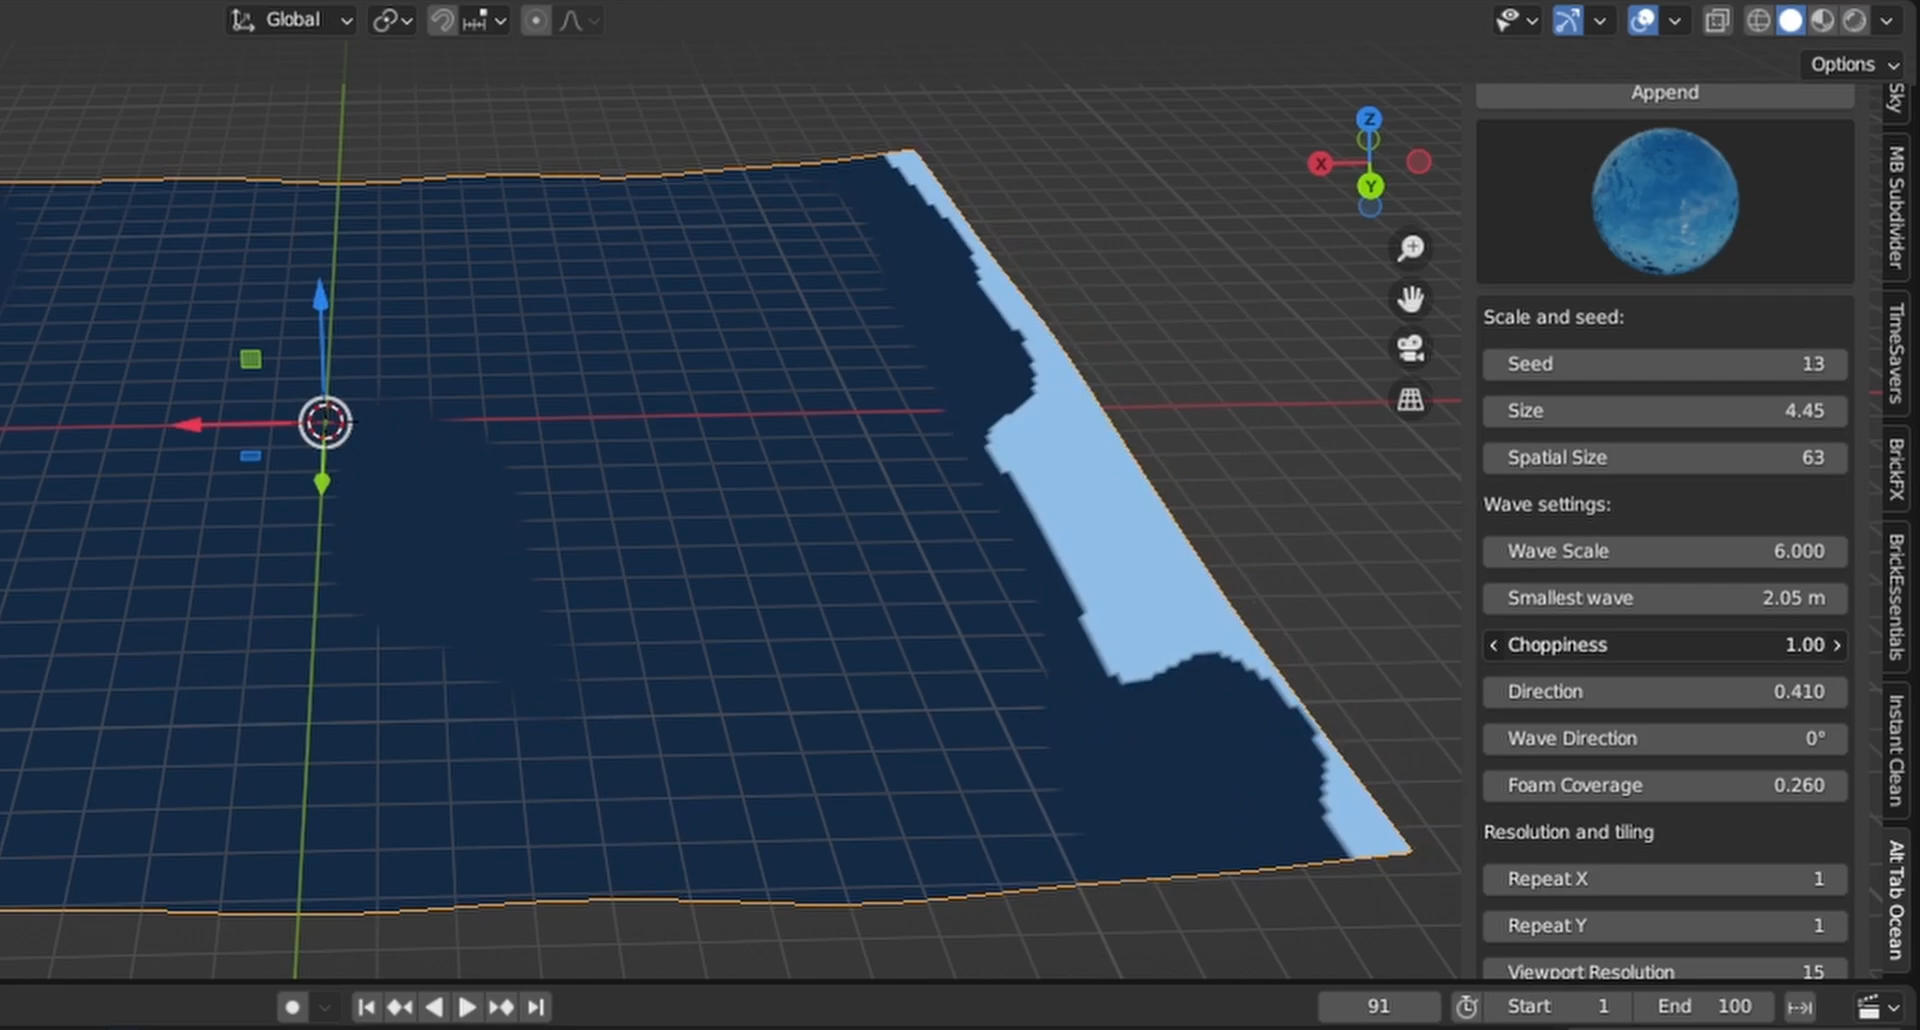 Global
Options
Append
Z
X
Y
Scale and seed:
Seed 13
Size 4.45
Spatial Size 63
Wave settings:
Wave Scale 6.000
Smallest wave 2.05 m
Choppiness 1.00
Direction 0.410
Wave Direction 0°
Foam Coverage 0.260
Resolution and tiling
Repeat X 1
Repeat Y 1
Viewport Resolution 15
Sky
MB Subdivider
TimeSavers
BrickFX
BrickEssentials
Instant Clean
Alt Tab Ocean
91
Start 1
End 100